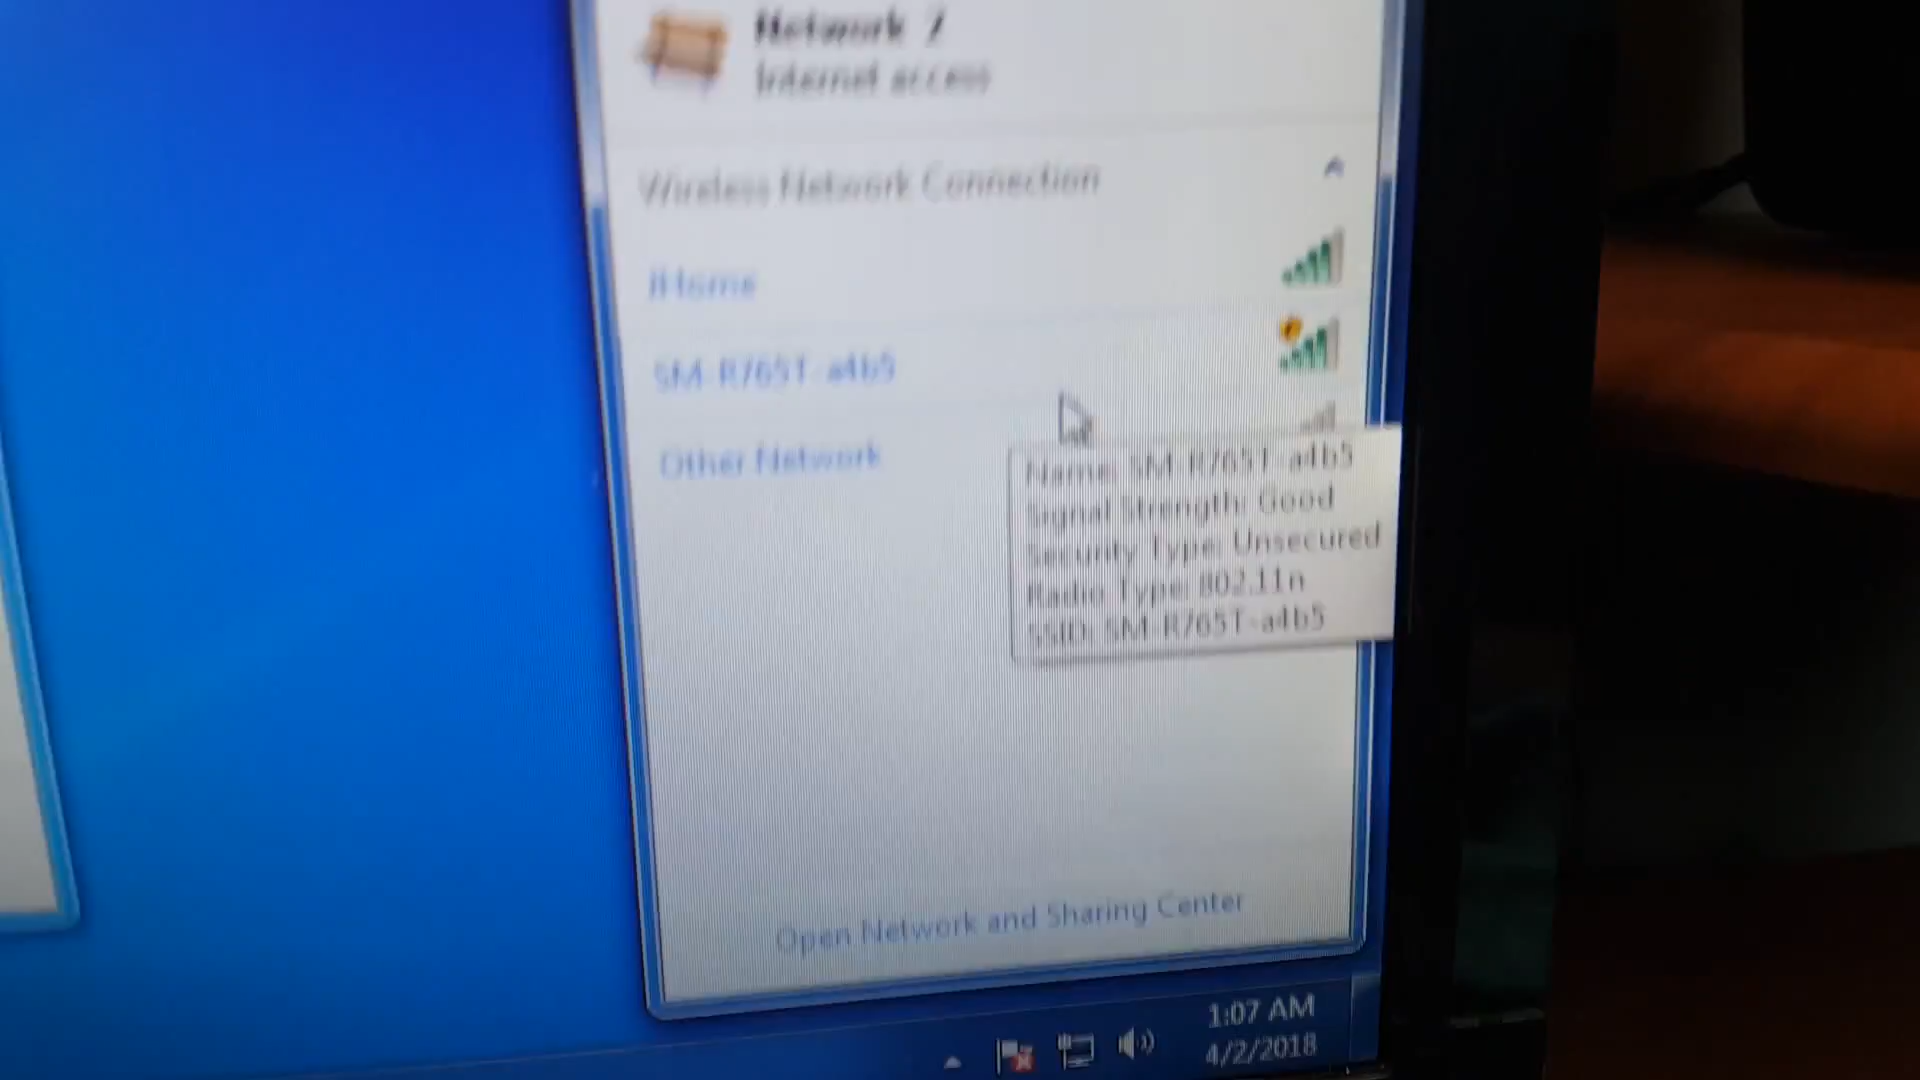 Network 2
Internet access
Wireless Network Connection
iHome
SM-R765T-a4b5
Other Network
Name: SM-R765T-a4b5
Signal Strength: Good
Security Type: Unsecured
Radio Type: 802.11n
SSID: SM-R765T-a4b5
Open Network and Sharing Center
1:07 AM
4/2/2018